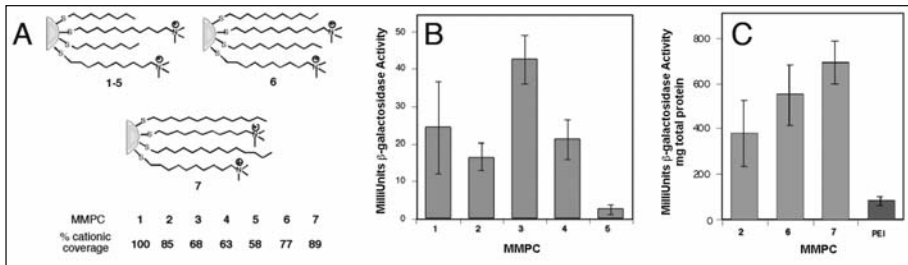 A
S
S
S
S
N
N
1-5
S
S
S
S
N
N
6
S
S
S
S
N
N
7
MMPC 1 2 3 4 5 6 7
% cationic
coverage 100 85 68 63 58 77 89
B
MilliUnits β-galactosidase Activity
50
40
30
20
10
0
1 2 3 4 5
MMPC
C
MilliUnits β-galactosidase Activity
mg total protein
800
600
400
200
0
2 6 7 PEI
MMPC